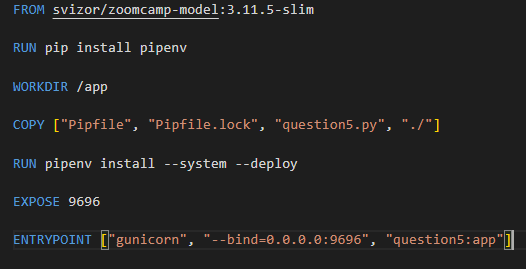 FROM svizor/zoomcamp-model:3.11.5-slim
RUN pip install pipenv
WORKDIR /app
COPY ["Pipfile", "Pipfile.lock", "question5.py", "./"]
RUN pipenv install --system --deploy
EXPOSE 9696
ENTRYPOINT ["gunicorn", "--bind=0.0.0.0:9696", "question5:app"]